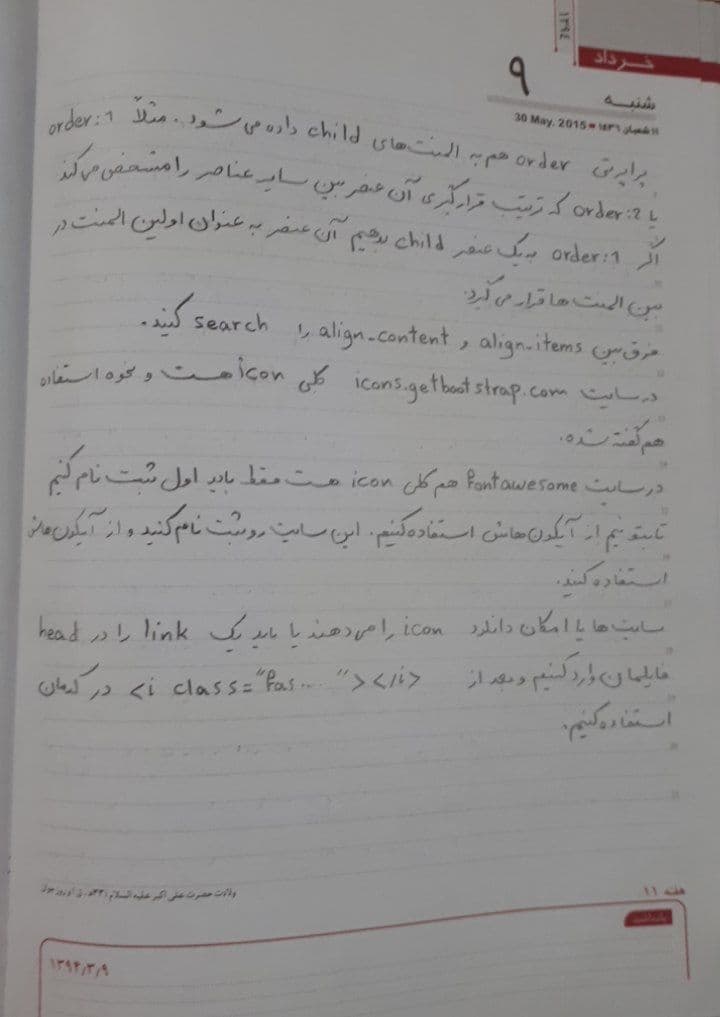 ۱۳۹۴
خرداد
۹
شنبه
30 May. 2015 ■ ۱۱ شعبان ۱۴۳۶
پراپرتی order هم به المنت‌های child داده می‌شود. مثلاً order:1
یا order:2 که ترتیب قرارگیری آن عنصر بین سایر عناصر را مشخص می‌کند
اگر order:1 به یک عنصر child بدهیم آن عنصر به عنوان اولین المنت در
بین المنت‌ها قرار می‌گیرد.
فرق بین align-items و align-content را search کنید.
در سایت icons.getbootstrap.com کلی icon هست و نحوه استفاده
هم گفته شده.
در سایت fontawesome هم کلی icon هست فقط باید اول ثبت نام کنیم
تا بتونیم از آیکون‌هاش استفاده کنیم. این سایت رو ثبت نام کنید و از آیکون‌هاش
استفاده کنید.
سایت‌ها یا امکان دانلود icon را می‌دهند یا باید یک link را در head
فایلمان وارد کنیم و بعد از <i class="fas..."></i> در کدمان
استفاده کنیم.
هفته ۱۱
ولادت حضرت علی اکبر علیه السلام
یادداشت
۱۳۹۴/۳/۹